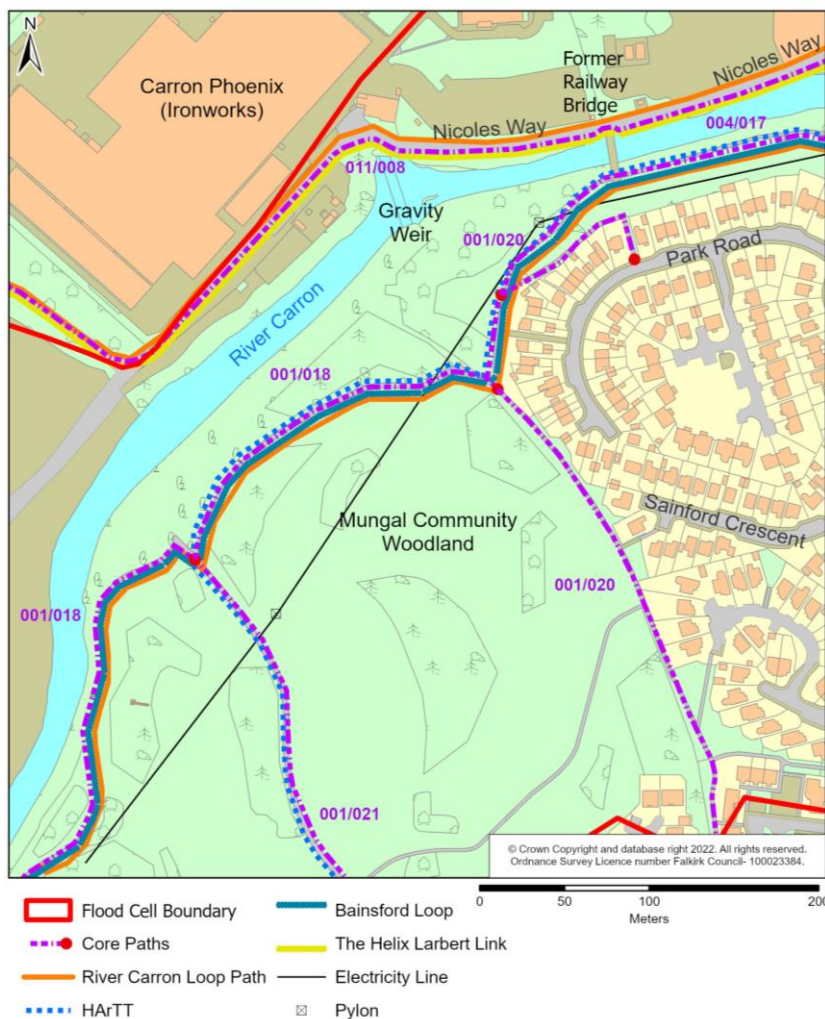 N
Carron Phoenix
(Ironworks)
Former
Railway
Bridge
Nicoles Way
Nicoles Way
004/017
011/008
Gravity
Weir
001/020
Park Road
River Carron
001/018
Mungal Community
Woodland
Sainford Crescent
001/020
001/018
001/021
© Crown Copyright and database right 2022. All rights reserved.
Ordnance Survey Licence number Falkirk Council- 100023384.
Flood Cell Boundary
Core Paths
River Carron Loop Path
HArTT
Bainsford Loop
The Helix Larbert Link
Electricity Line
Pylon
0 50 100 200
Meters